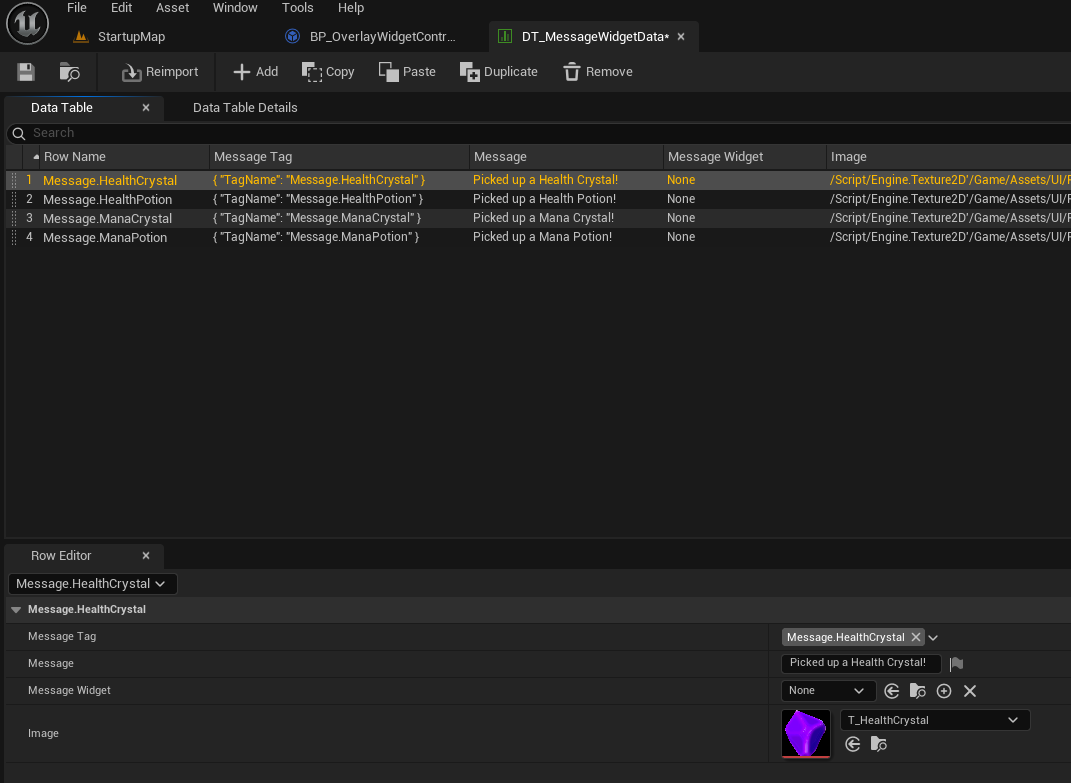 File Edit Asset Window Tools Help
StartupMap BP_OverlayWidgetContr... DT_MessageWidgetData*
Reimport Add Copy Paste Duplicate Remove
Data Table Data Table Details
Search
Row Name Message Tag Message Message Widget Image
1 Message.HealthCrystal { "TagName": "Message.HealthCrystal" } Picked up a Health Crystal! None /Script/Engine.Texture2D'/Game/Assets/UI/
2 Message.HealthPotion { "TagName": "Message.HealthPotion" } Picked up a Health Potion! None /Script/Engine.Texture2D'/Game/Assets/UI/
3 Message.ManaCrystal { "TagName": "Message.ManaCrystal" } Picked up a Mana Crystal! None /Script/Engine.Texture2D'/Game/Assets/UI/
4 Message.ManaPotion { "TagName": "Message.ManaPotion" } Picked up a Mana Potion! None /Script/Engine.Texture2D'/Game/Assets/UI/
Row Editor
Message.HealthCrystal
Message.HealthCrystal
Message Tag Message.HealthCrystal
Message Picked up a Health Crystal!
Message Widget None
Image T_HealthCrystal